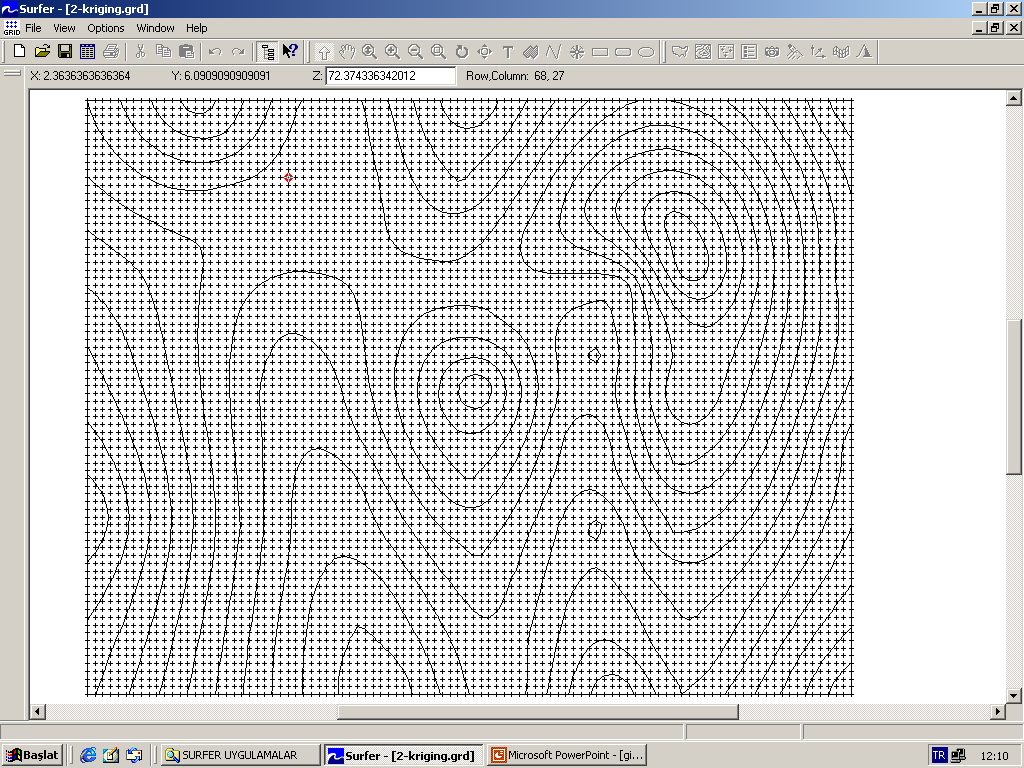 Surfer - [2-kriging.grd]
GRID File View Options Window Help
X: 2.3636363636364 Y: 6.0909090909091 Z: 72.374336342012 Row,Column: 68, 27
Başlat SURFER UYGULAMALAR Surfer - [2-kriging.grd] Microsoft PowerPoint - [gi... TR 12:10